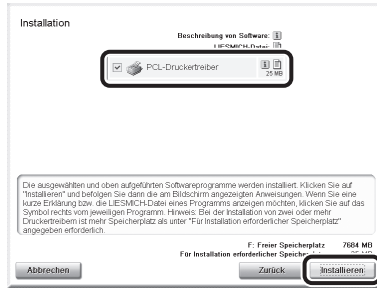 Installation
Beschreibung von Software:
LIESMICH-Datei:
PCL-Druckertreiber
25 MB
Die ausgewählten und oben aufgeführten Softwareprogramme werden installiert. Klicken Sie auf
"Installieren" und befolgen Sie dann die am Bildschirm angezeigten Anweisungen. Wenn Sie eine
kurze Erklärung bzw. die LIESMICH-Datei eines Programms anzeigen möchten, klicken Sie auf das
Symbol rechts vom jeweiligen Programm. Hinweis: Bei der Installation von zwei oder mehr
Druckertreibern ist mehr Speicherplatz als unter "Für Installation erforderlicher Speicherplatz"
angegeben erforderlich.
F: Freier Speicherplatz 7684 MB
Für Installation erforderlicher Speicherplatz 25 MB
Abbrechen Zurück Installieren